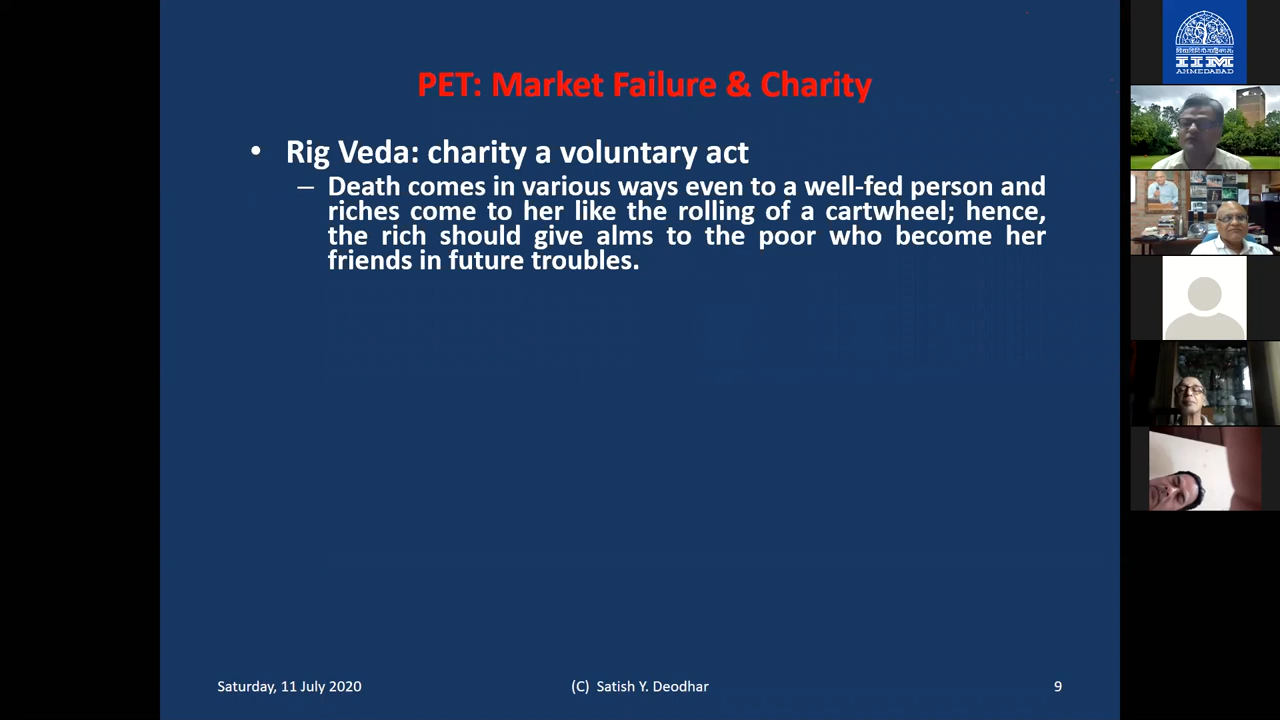 PET: Market Failure & Charity
• Rig Veda: charity a voluntary act
– Death comes in various ways even to a well-fed person and
riches come to her like the rolling of a cartwheel; hence,
the rich should give alms to the poor who become her
friends in future troubles.
Saturday, 11 July 2020
(C) Satish Y. Deodhar
9
IIM
AHMEDABAD